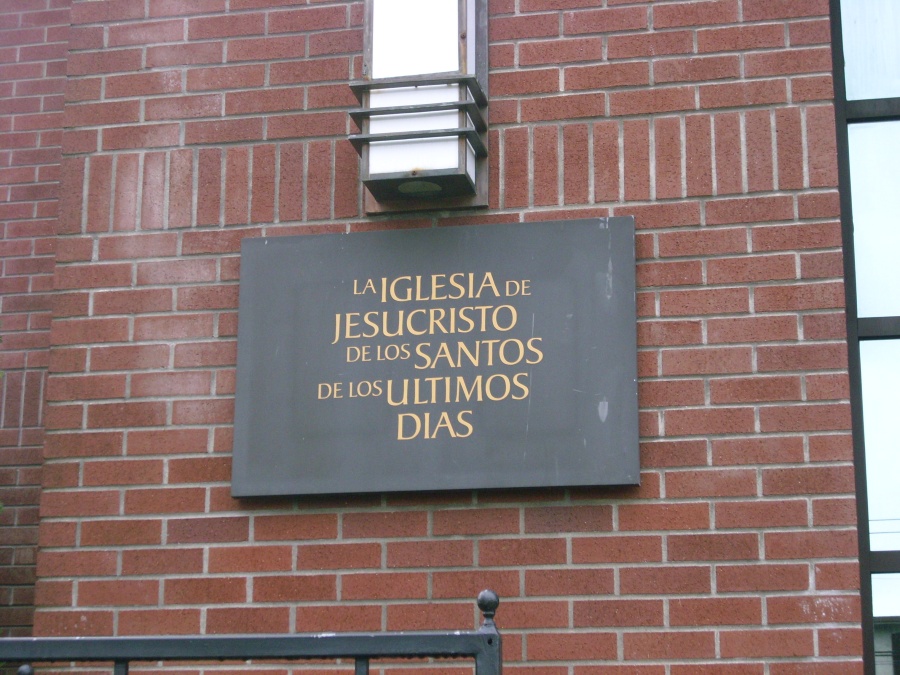 LA IGLESIA DE
JESUCRISTO
DE LOS SANTOS
DE LOS ULTIMOS
DIAS